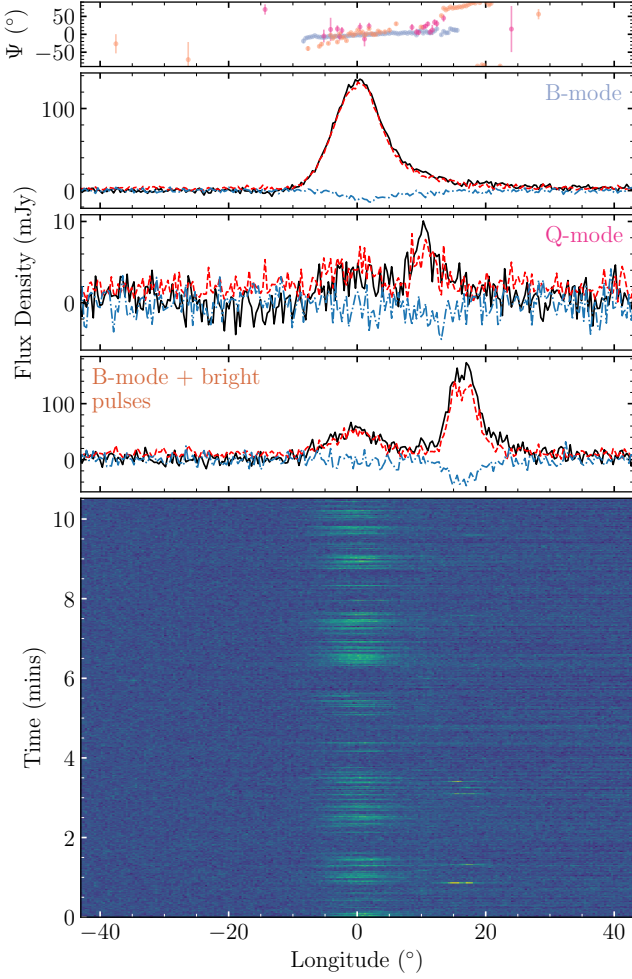 Ψ (°)
50
0
−50
B-mode
100
0
Q-mode
10
0
Flux Density (mJy)
B-mode + bright
pulses
100
0
10
8
6
4
2
0
Time (mins)
−40 −20 0 20 40
Longitude (°)